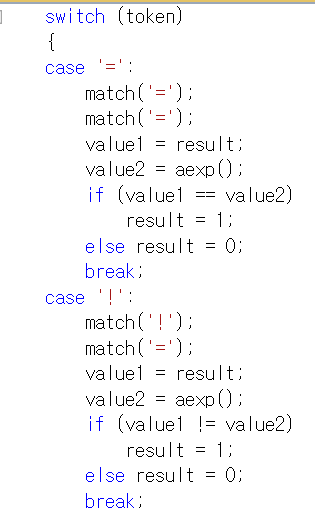 switch (token)
{
case '=':
match('=');
match('=');
value1 = result;
value2 = aexp();
if (value1 == value2)
result = 1;
else result = 0;
break;
case '!':
match('!');
match('=');
value1 = result;
value2 = aexp();
if (value1 != value2)
result = 1;
else result = 0;
break;